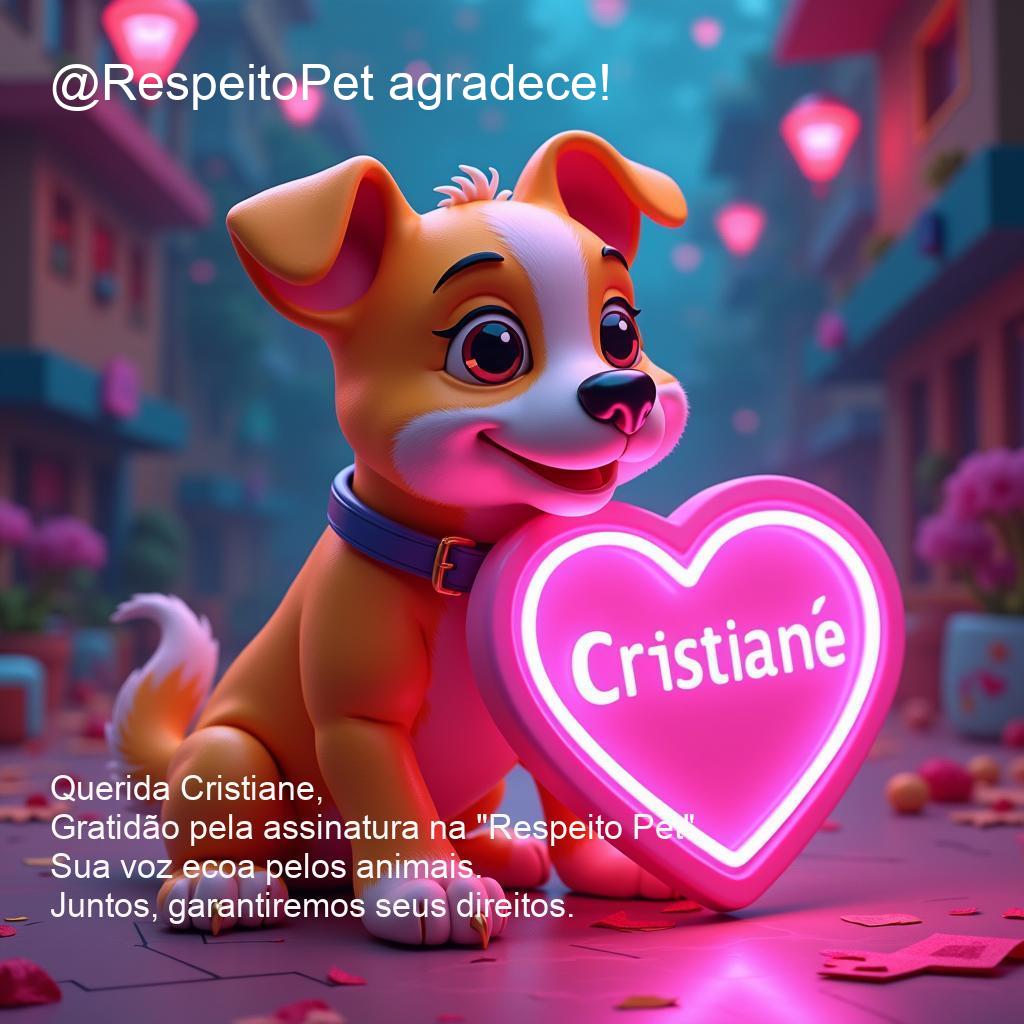 @RespeitoPet agradece!
Cristiané
Querida Cristiane,
Gratidão pela assinatura na "Respeito Pet"
Sua voz ecoa pelos animais.
Juntos, garantiremos seus direitos.